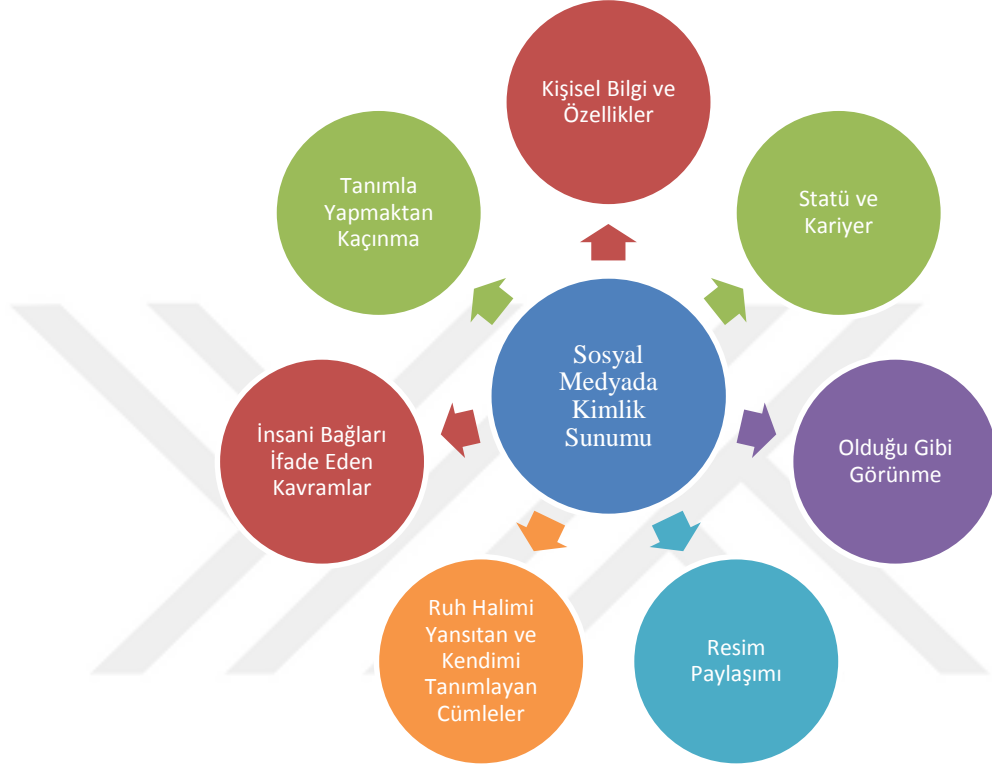 Kişisel Bilgi ve
Özellikler
Statü ve
Kariyer
Olduğu Gibi
Görünme
Resim
Paylaşımı
Ruh Halimi
Yansıtan ve
Kendimi
Tanımlayan
Cümleler
İnsani Bağları
İfade Eden
Kavramlar
Tanımla
Yapmaktan
Kaçınma
Sosyal
Medyada
Kimlik
Sunumu